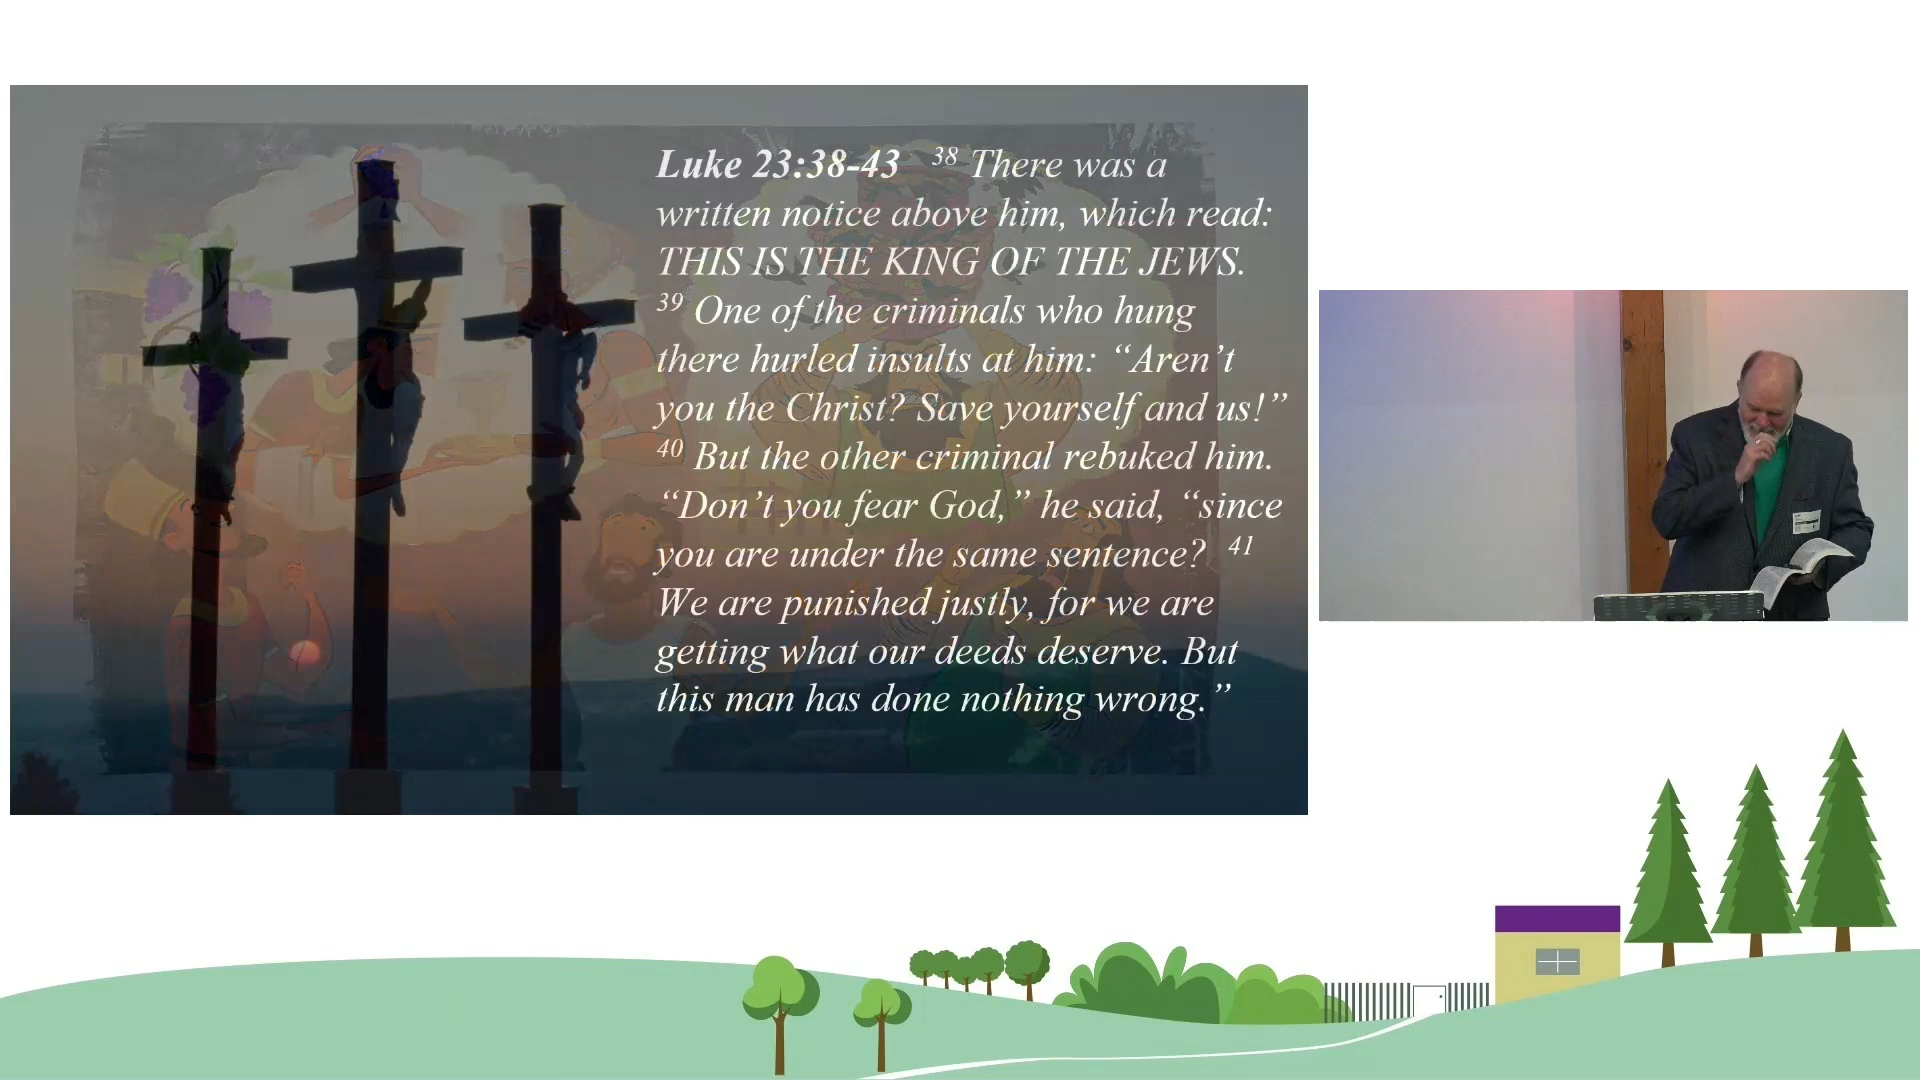 Luke 23:38-43 38 There was a
written notice above him, which read:
THIS IS THE KING OF THE JEWS.
39 One of the criminals who hung
there hurled insults at him: “Aren’t
you the Christ? Save yourself and us!”
40 But the other criminal rebuked him.
“Don’t you fear God,” he said, “since
you are under the same sentence? 41
We are punished justly, for we are
getting what our deeds deserve. But
this man has done nothing wrong.”